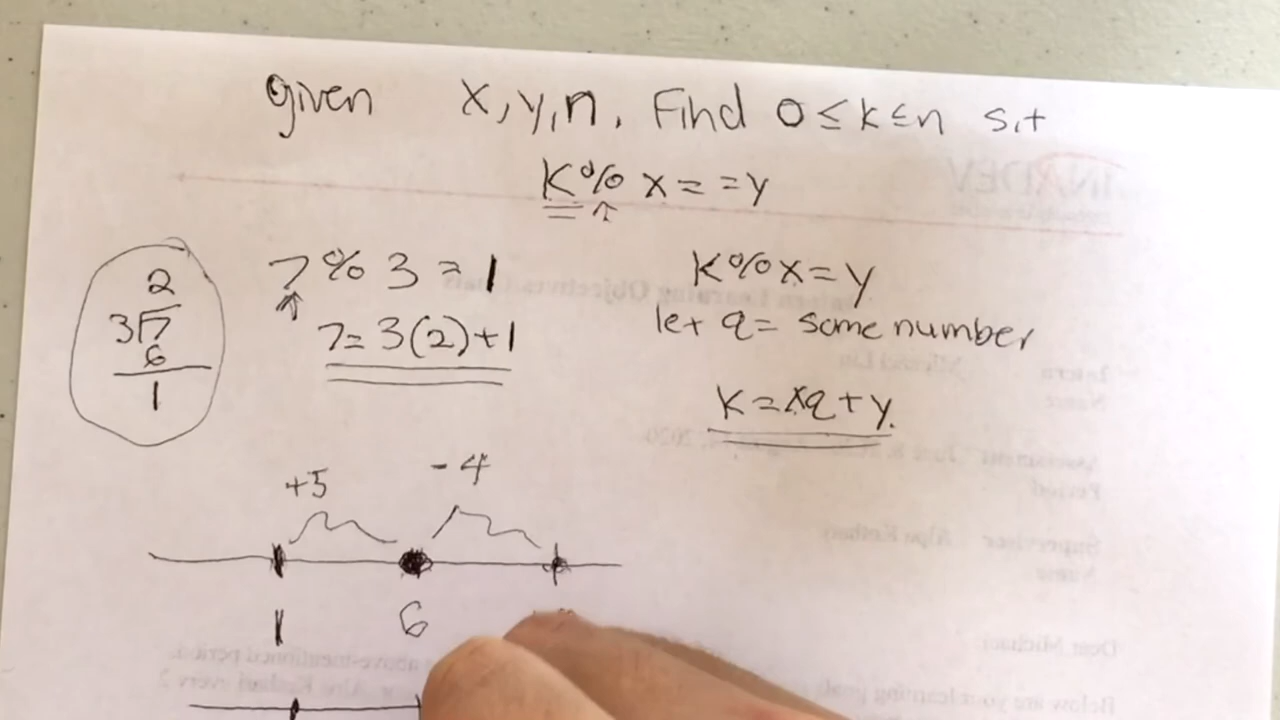 given x, y, n. Find 0 ≤ k ≤ n s.t
K % x = = y
7 % 3 = 1
7 = 3(2) + 1
2
3√7
6
1
K % x = y
let q = some number
K = xq + y.
+5 - 4
1 6